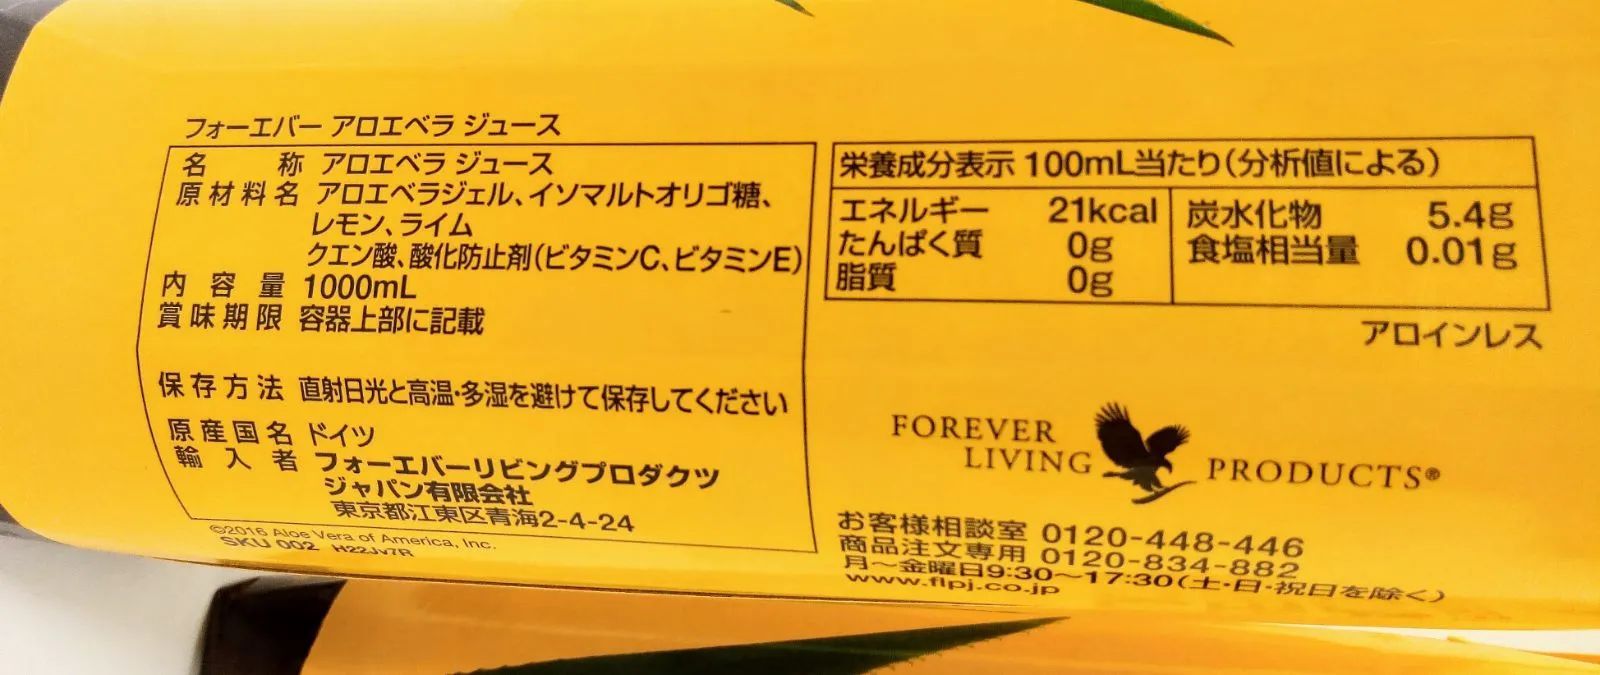 フォーエバー アロエベラ ジュース
名称 アロエベラ ジュース
原材料名 アロエベラジェル、イソマルトオリゴ糖、
レモン、ライム
クエン酸、酸化防止剤(ビタミンC、ビタミンE)
内容量 1000mL
賞味期限 容器上部に記載
保存方法 直射日光と高温・多湿を避けて保存してください
原産国名 ドイツ
輸入者 フォーエバーリビングプロダクツ
ジャパン有限会社
東京都江東区青海2-4-24
©2016 Aloe Vera of America, Inc.
SKU 002 H22Jv7R
栄養成分表示 100mL当たり(分析値による)
エネルギー 21kcal 炭水化物 5.4g
たんぱく質 0g 食塩相当量 0.01g
脂質 0g
アロインレス
FOREVER
LIVING PRODUCTS®
お客様相談室 0120-448-446
商品注文専用 0120-834-882
月〜金曜日9:30〜17:30(土・日・祝日を除く)
www.flpj.co.jp